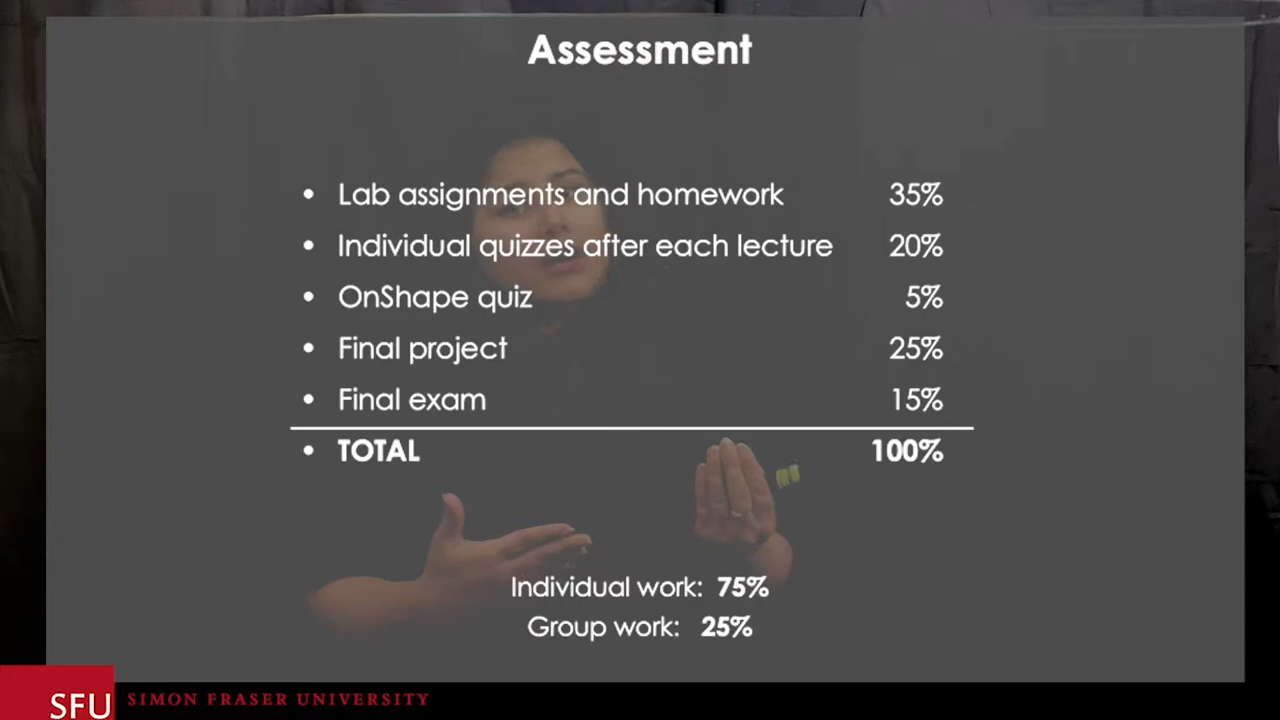 Assessment
• Lab assignments and homework 35%
• Individual quizzes after each lecture 20%
• OnShape quiz 5%
• Final project 25%
• Final exam 15%
• TOTAL 100%
Individual work: 75%
Group work: 25%
SFU SIMON FRASER UNIVERSITY